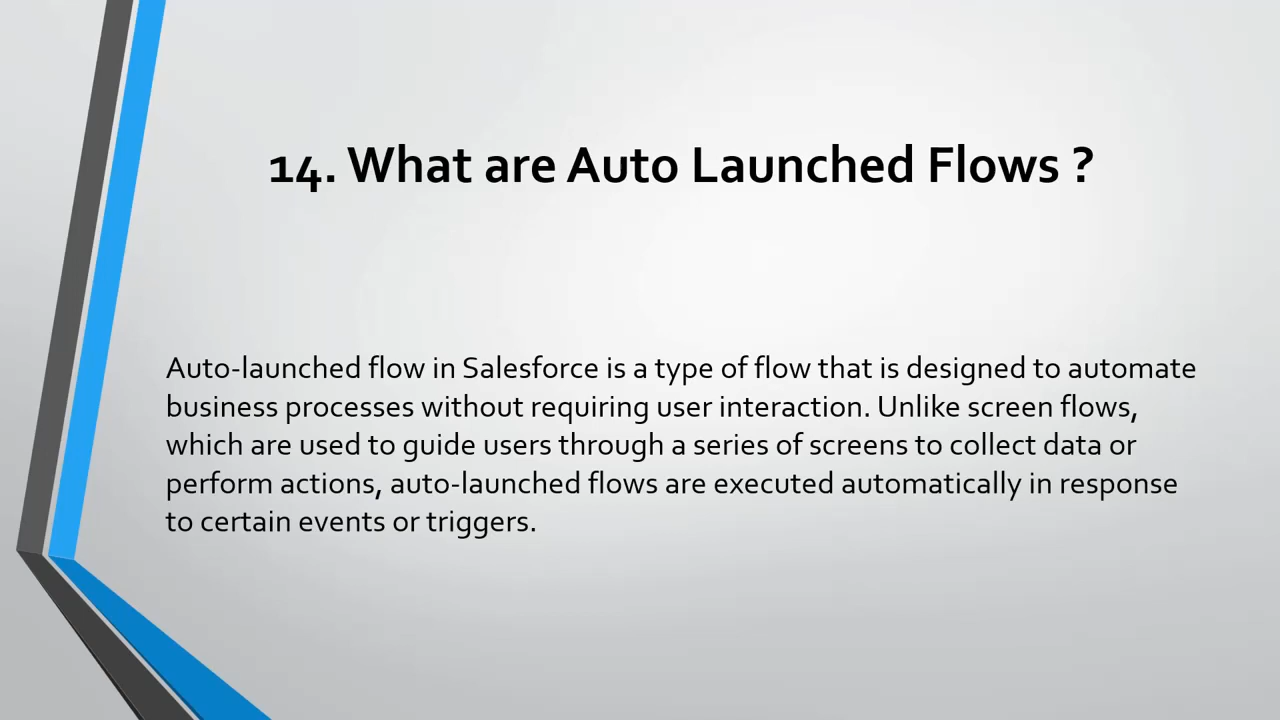 14. What are Auto Launched Flows ?
Auto-launched flow in Salesforce is a type of flow that is designed to automate
business processes without requiring user interaction. Unlike screen flows,
which are used to guide users through a series of screens to collect data or
perform actions, auto-launched flows are executed automatically in response
to certain events or triggers.